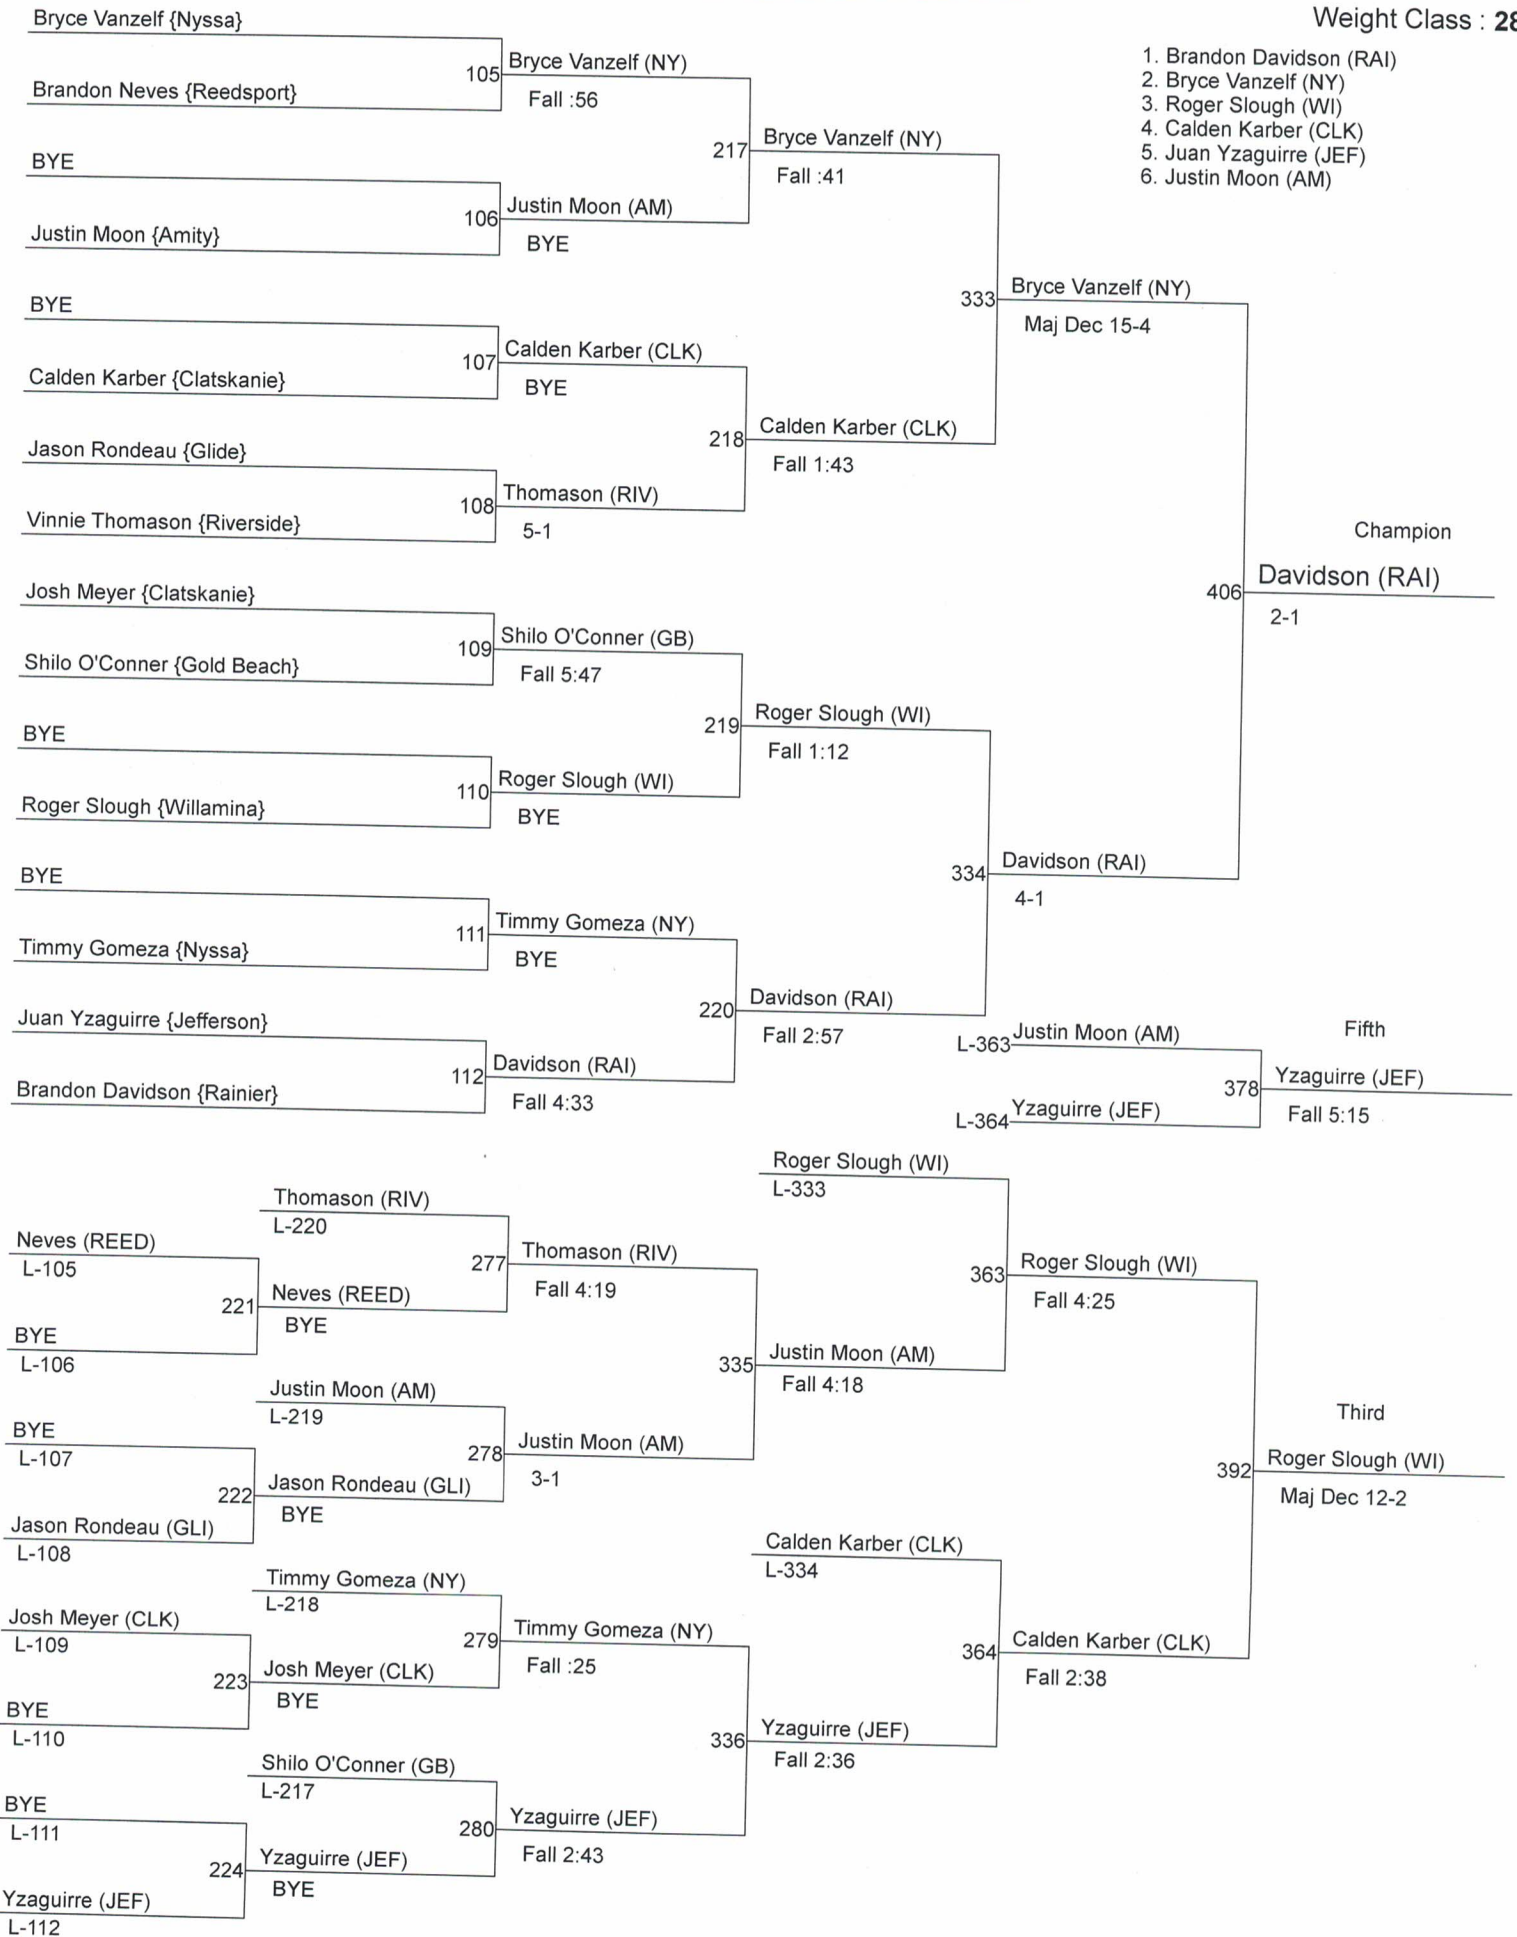 Weight Class : 28
1. Brandon Davidson (RAI)
2. Bryce Vanzelf (NY)
3. Roger Slough (WI)
4. Calden Karber (CLK)
5. Juan Yzaguirre (JEF)
6. Justin Moon (AM)
Bryce Vanzelf {Nyssa}
Brandon Neves {Reedsport}
BYE
Justin Moon {Amity}
BYE
Calden Karber {Clatskanie}
Jason Rondeau {Glide}
Vinnie Thomason {Riverside}
Josh Meyer {Clatskanie}
Shilo O'Conner {Gold Beach}
BYE
Roger Slough {Willamina}
BYE
Timmy Gomeza {Nyssa}
Juan Yzaguirre {Jefferson}
Brandon Davidson {Rainier}
105 Bryce Vanzelf (NY)
Fall :56
106 Justin Moon (AM)
BYE
107 Calden Karber (CLK)
BYE
108 Thomason (RIV)
5-1
109 Shilo O'Conner (GB)
Fall 5:47
110 Roger Slough (WI)
BYE
111 Timmy Gomeza (NY)
BYE
112 Davidson (RAI)
Fall 4:33
217 Bryce Vanzelf (NY)
Fall :41
218 Calden Karber (CLK)
Fall 1:43
219 Roger Slough (WI)
Fall 1:12
220 Davidson (RAI)
Fall 2:57
333 Bryce Vanzelf (NY)
Maj Dec 15-4
334 Davidson (RAI)
4-1
Champion
406 Davidson (RAI)
2-1
L-363 Justin Moon (AM)
L-364 Yzaguirre (JEF)
Fifth
378 Yzaguirre (JEF)
Fall 5:15
Neves (REED)
L-105
BYE
L-106
BYE
L-107
Jason Rondeau (GLI)
L-108
Josh Meyer (CLK)
L-109
BYE
L-110
BYE
L-111
Yzaguirre (JEF)
L-112
Thomason (RIV)
L-220
221 Neves (REED)
BYE
Justin Moon (AM)
L-219
222 Jason Rondeau (GLI)
BYE
Timmy Gomeza (NY)
L-218
223 Josh Meyer (CLK)
BYE
Shilo O'Conner (GB)
L-217
224 Yzaguirre (JEF)
BYE
277 Thomason (RIV)
Fall 4:19
278 Justin Moon (AM)
3-1
279 Timmy Gomeza (NY)
Fall :25
280 Yzaguirre (JEF)
Fall 2:43
Roger Slough (WI)
L-333
335 Justin Moon (AM)
Fall 4:18
Calden Karber (CLK)
L-334
336 Yzaguirre (JEF)
Fall 2:36
363 Roger Slough (WI)
Fall 4:25
364 Calden Karber (CLK)
Fall 2:38
Third
392 Roger Slough (WI)
Maj Dec 12-2